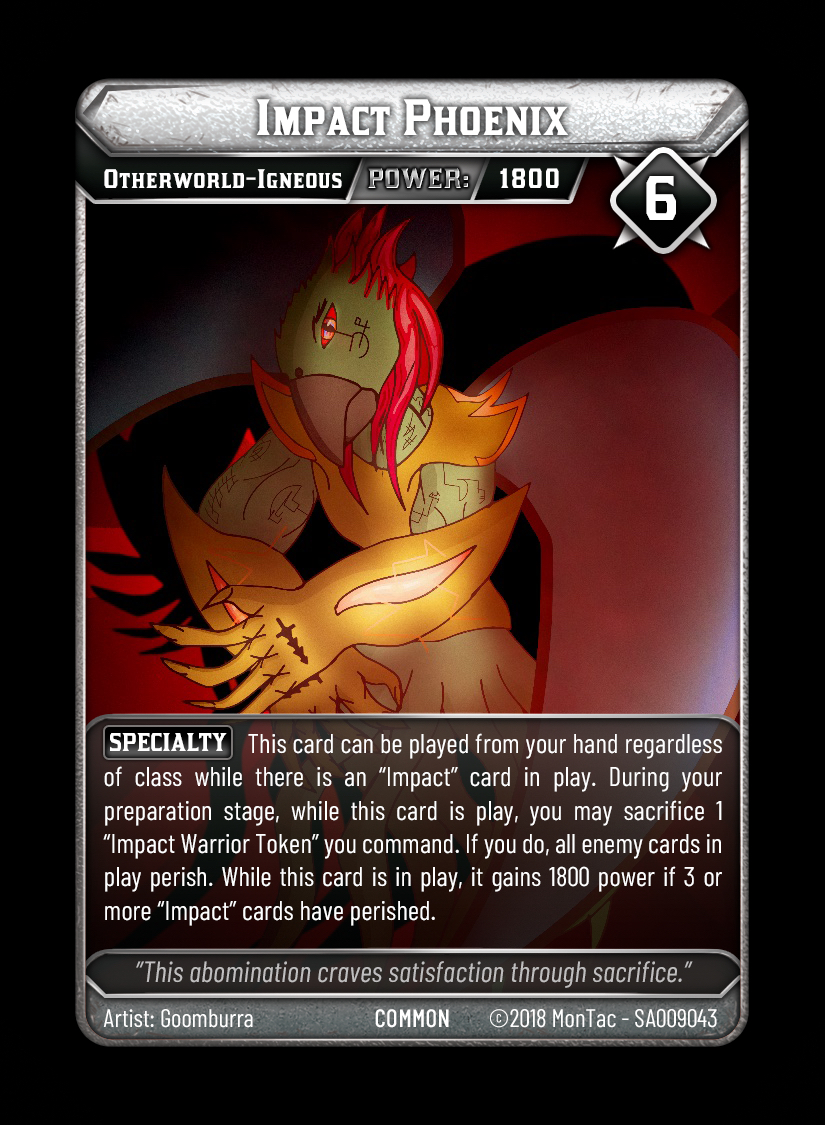 Impact Phoenix
Otherworld-Igneous POWER: 1800
6
SPECIALTY This card can be played from your hand regardless
of class while there is an “Impact” card in play. During your
preparation stage, while this card is play, you may sacrifice 1
“Impact Warrior Token” you command. If you do, all enemy cards in
play perish. While this card is in play, it gains 1800 power if 3 or
more “Impact” cards have perished.
“This abomination craves satisfaction through sacrifice.”
Artist: Goomburra COMMON ©2018 MonTac - SA009043